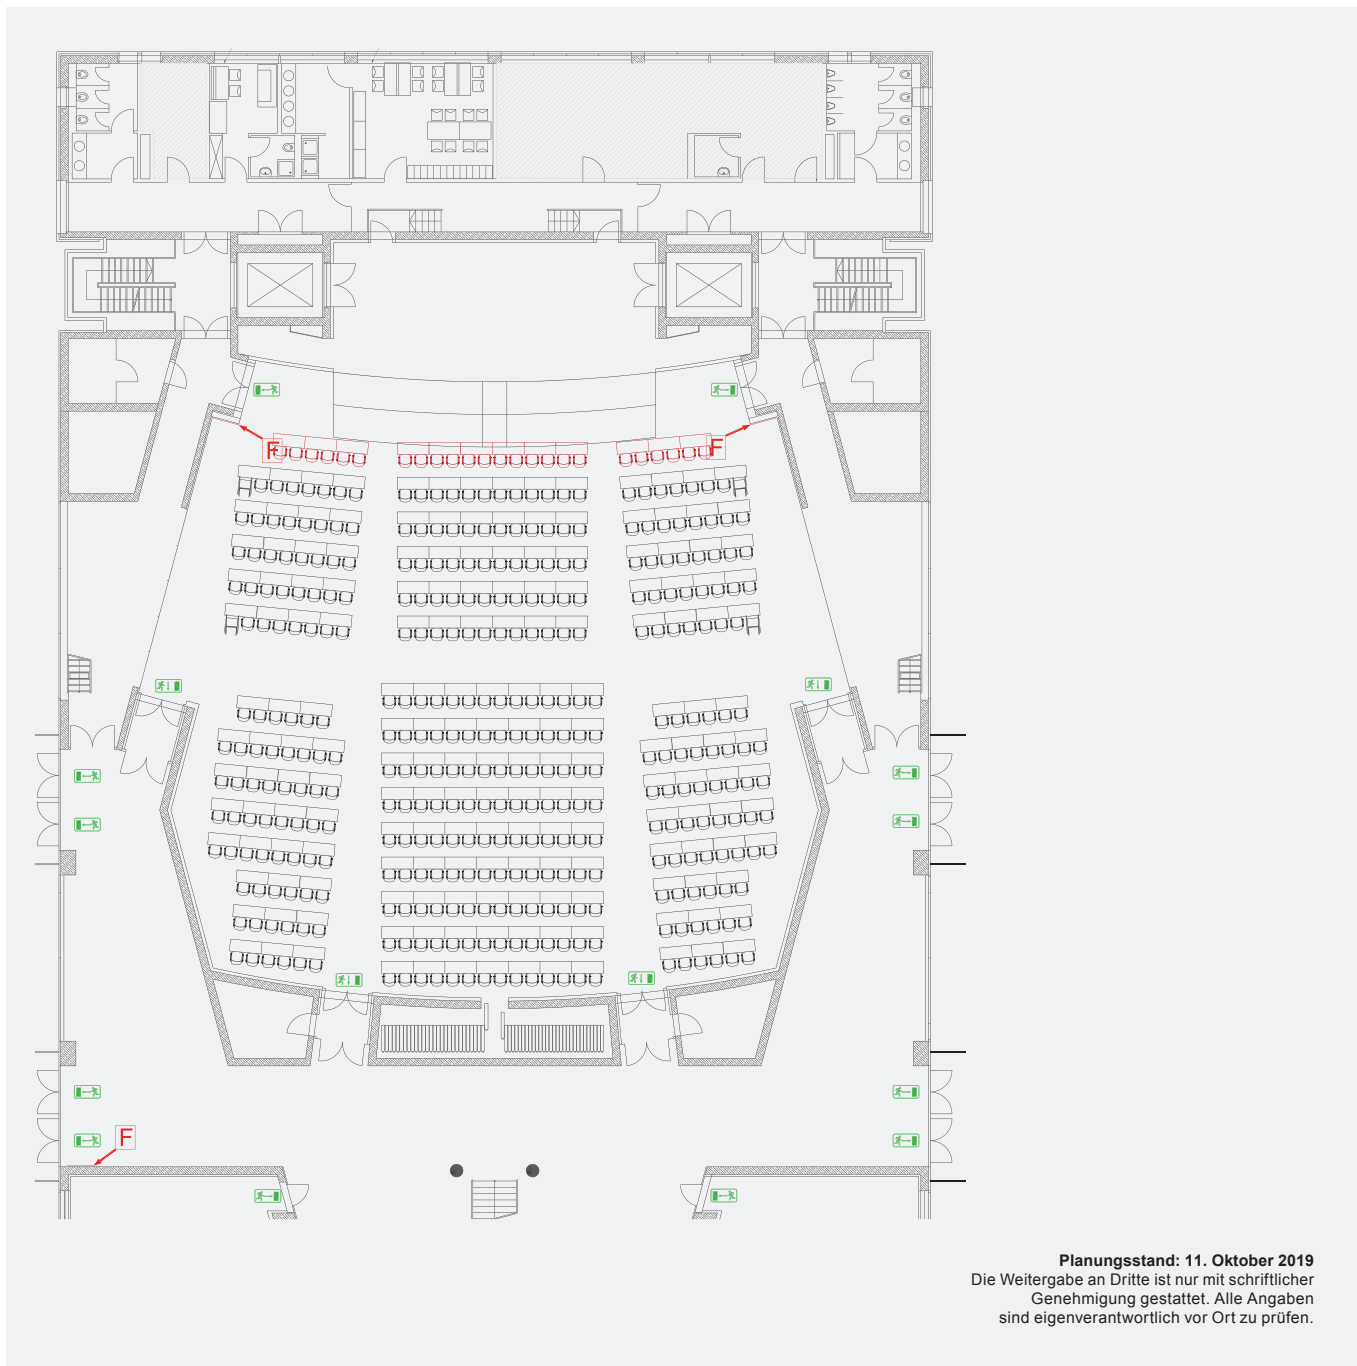 F
F
F
Planungsstand: 11. Oktober 2019
Die Weitergabe an Dritte ist nur mit schriftlicher
Genehmigung gestattet. Alle Angaben
sind eigenverantwortlich vor Ort zu prüfen.